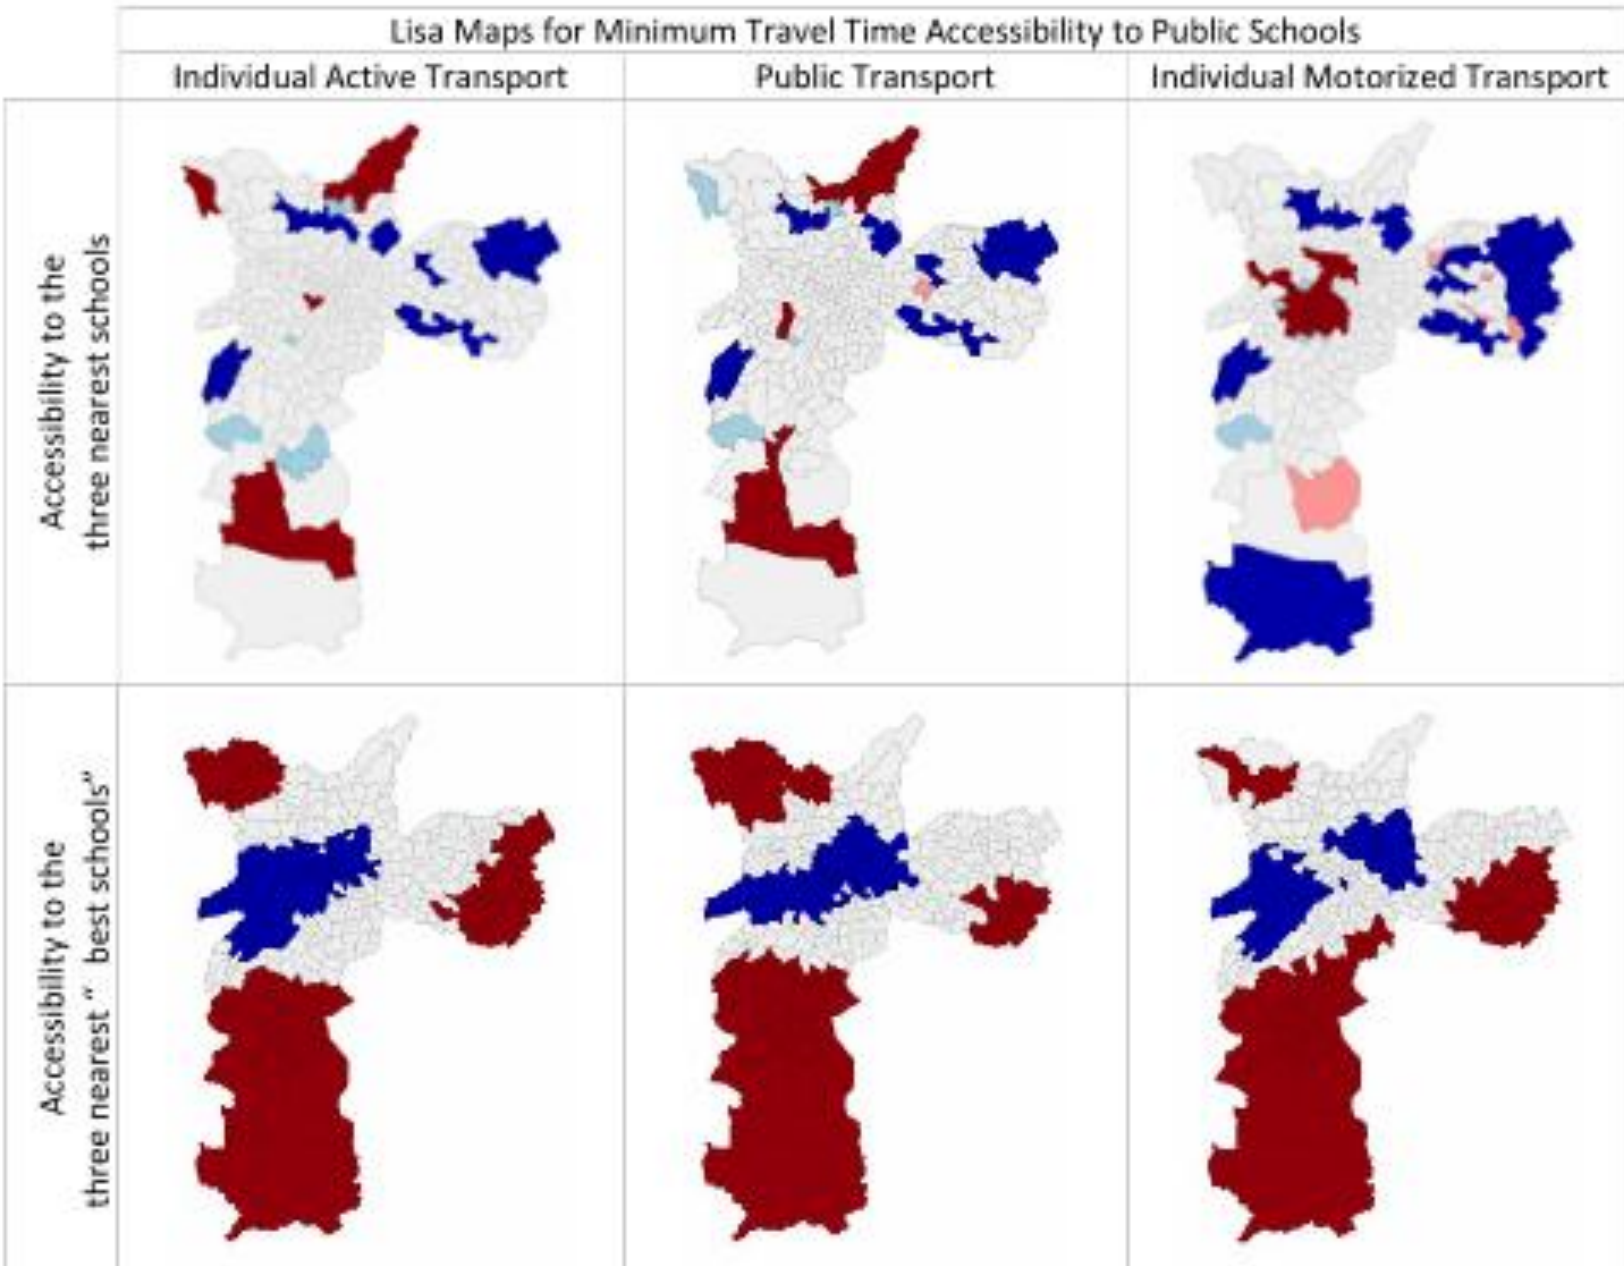 Lisa Maps for Minimum Travel Time Accessibility to Public Schools
Individual Active Transport
Public Transport
Individual Motorized Transport
Accessibility to the
three nearest schools
Accessibility to the
three nearest “ best schools“